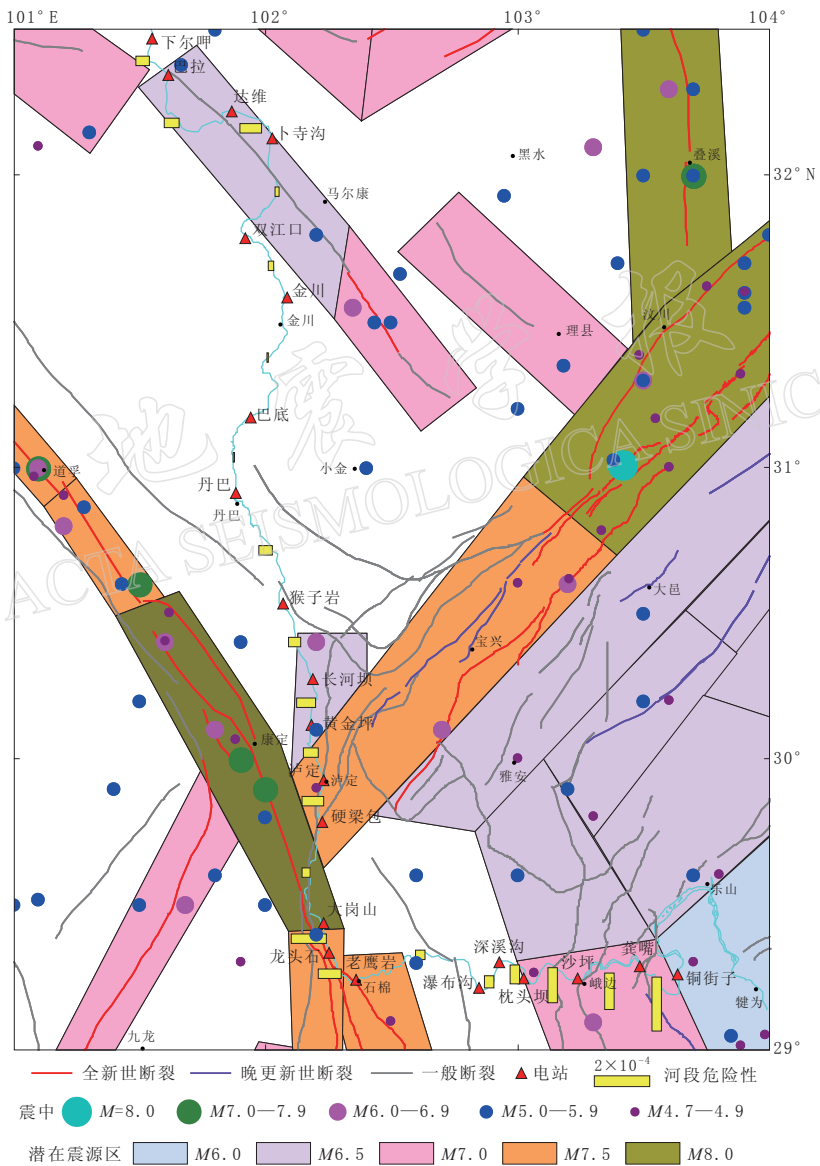 101°E 102° 103° 104°
下尔呷
巴拉
达维
卜寺沟
黑水
叠溪
32°N
马尔康
双江口
金川
金川
汶川
理县
地震学报
ACTA SEISMOLOGICA SINICA
巴底
小金
31°
道孚
丹巴
丹巴
猴子岩
大邑
宝兴
长河坝
黄金坪
康定
30°
泸定
泸定
雅安
硬梁包
乐山
大岗山
龙头石
老鹰岩
石棉
深溪沟
瀑布沟
枕头坝
沙坪
峨边
龚嘴
铜街子
犍为
九龙
29°
全新世断裂 晚更新世断裂 一般断裂 电站 2×10⁻⁴ 河段危险性
震中 M=8.0 M7.0—7.9 M6.0—6.9 M5.0—5.9 M4.7—4.9
潜在震源区 M6.0 M6.5 M7.0 M7.5 M8.0